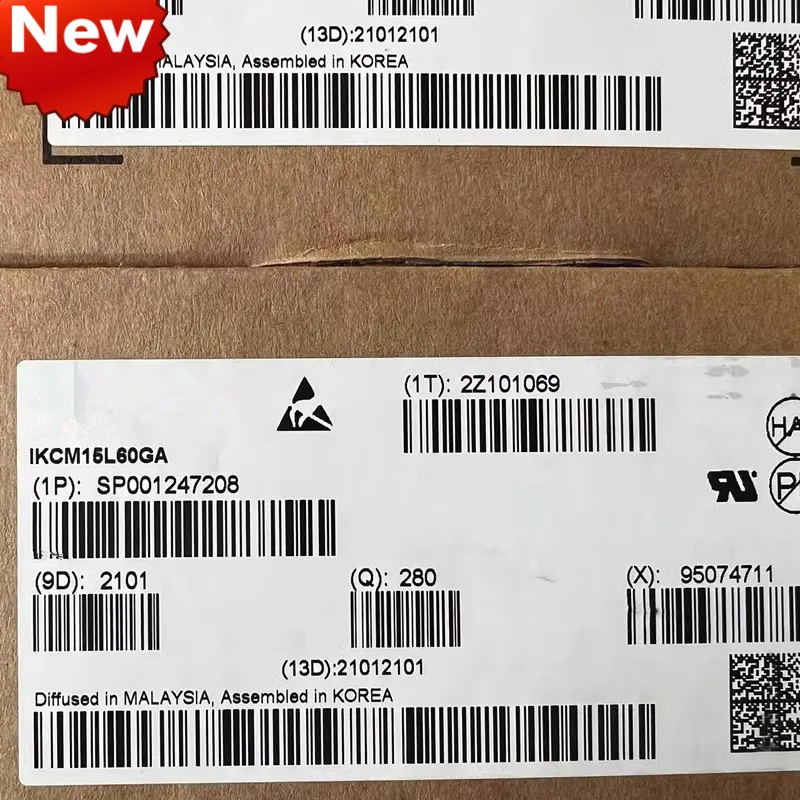 New
(13D):21012101
ALAYSIA, Assembled in KOREA
(1T): 2Z101069
IKCM15L60GA
(1P): SP001247208
(9D): 2101
(Q): 280
(X): 95074711
(13D):21012101
Diffused in MALAYSIA, Assembled in KOREA